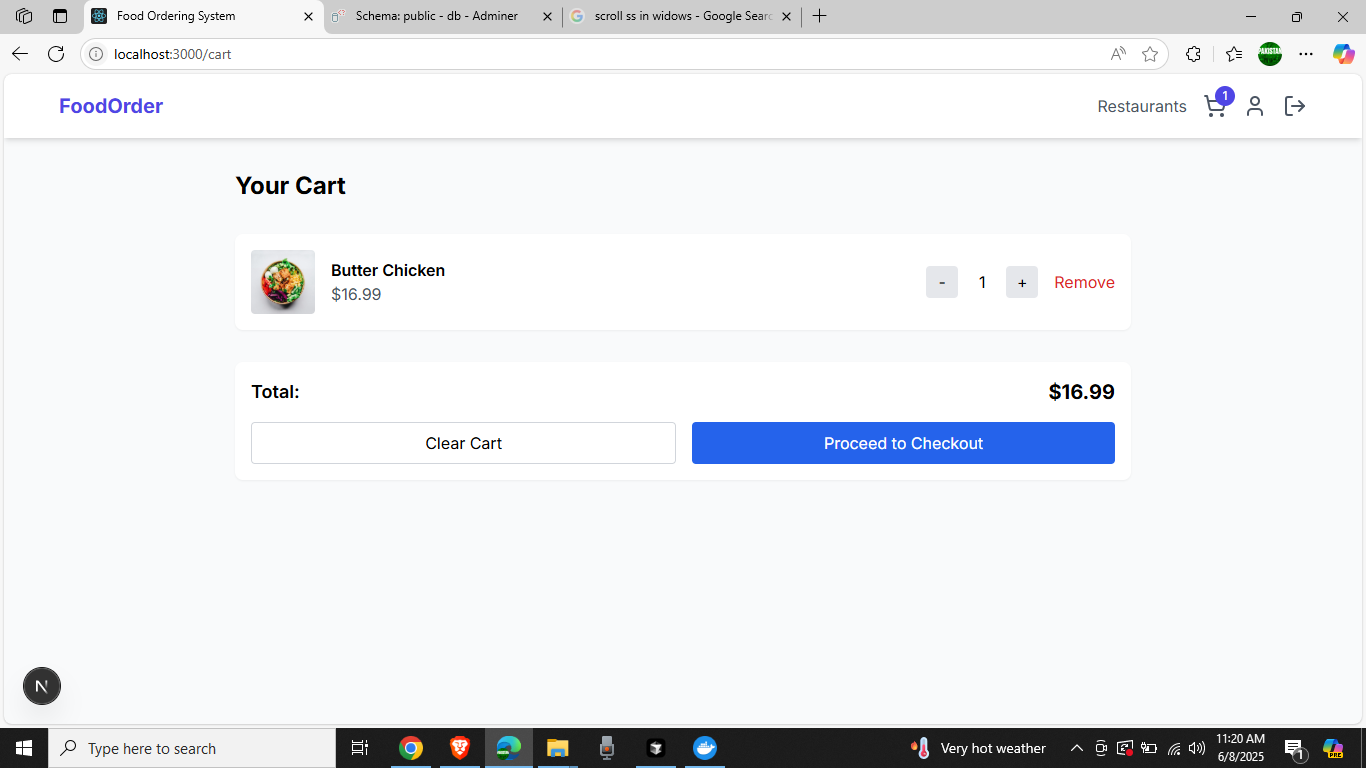 Food Ordering System
Schema: public - db - Adminer
scroll ss in widows - Google Searc
localhost:3000/cart
FoodOrder
Restaurants
1
Your Cart
Butter Chicken
$16.99
-
1
+
Remove
Total:
$16.99
Clear Cart
Proceed to Checkout
N
Type here to search
Very hot weather
11:20 AM
6/8/2025
1
PRE